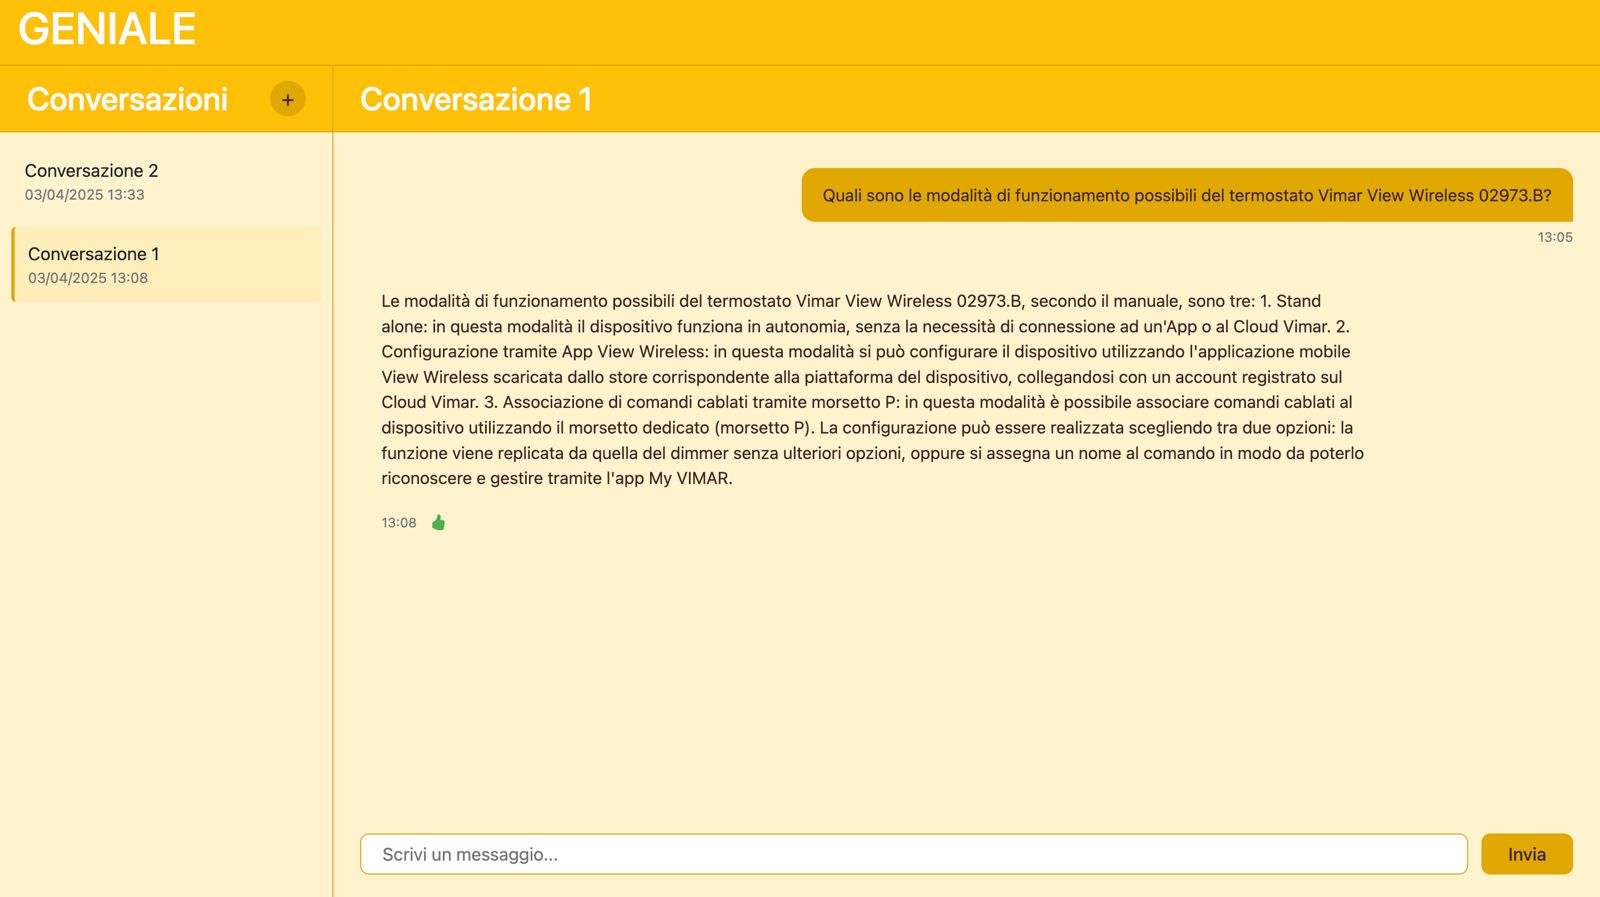 GENIALE
Conversazioni
+
Conversazione 1
Conversazione 2
03/04/2025 13:33
Conversazione 1
03/04/2025 13:08
Quali sono le modalità di funzionamento possibili del termostato Vimar View Wireless 02973.B?
13:05
Le modalità di funzionamento possibili del termostato Vimar View Wireless 02973.B, secondo il manuale, sono tre: 1. Stand
alone: in questa modalità il dispositivo funziona in autonomia, senza la necessità di connessione ad un'App o al Cloud Vimar. 2.
Configurazione tramite App View Wireless: in questa modalità si può configurare il dispositivo utilizzando l'applicazione mobile
View Wireless scaricata dallo store corrispondente alla piattaforma del dispositivo, collegandosi con un account registrato sul
Cloud Vimar. 3. Associazione di comandi cablati tramite morsetto P: in questa modalità è possibile associare comandi cablati al
dispositivo utilizzando il morsetto dedicato (morsetto P). La configurazione può essere realizzata scegliendo tra due opzioni: la
funzione viene replicata da quella del dimmer senza ulteriori opzioni, oppure si assegna un nome al comando in modo da poterlo
riconoscere e gestire tramite l'app My VIMAR.
13:08
Scrivi un messaggio...
Invia